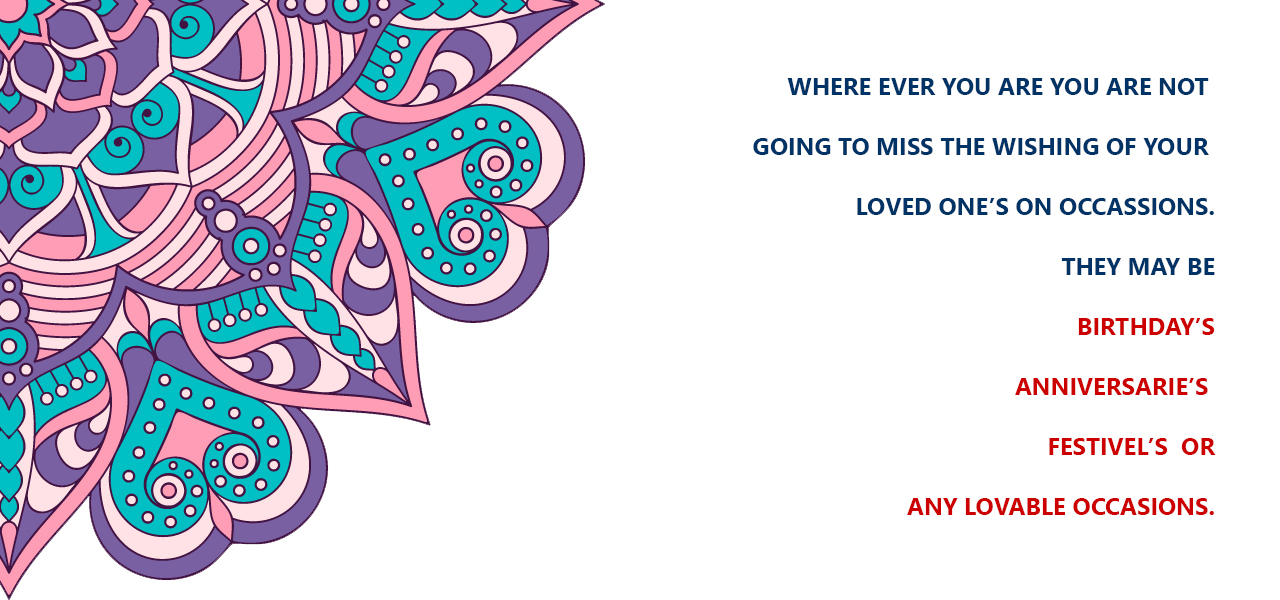 WHERE EVER YOU ARE YOU ARE NOT
GOING TO MISS THE WISHING OF YOUR
LOVED ONE’S ON OCCASSIONS.
THEY MAY BE
BIRTHDAY’S
ANNIVERSARIE’S
FESTIVEL’S  OR
ANY LOVABLE OCCASIONS.